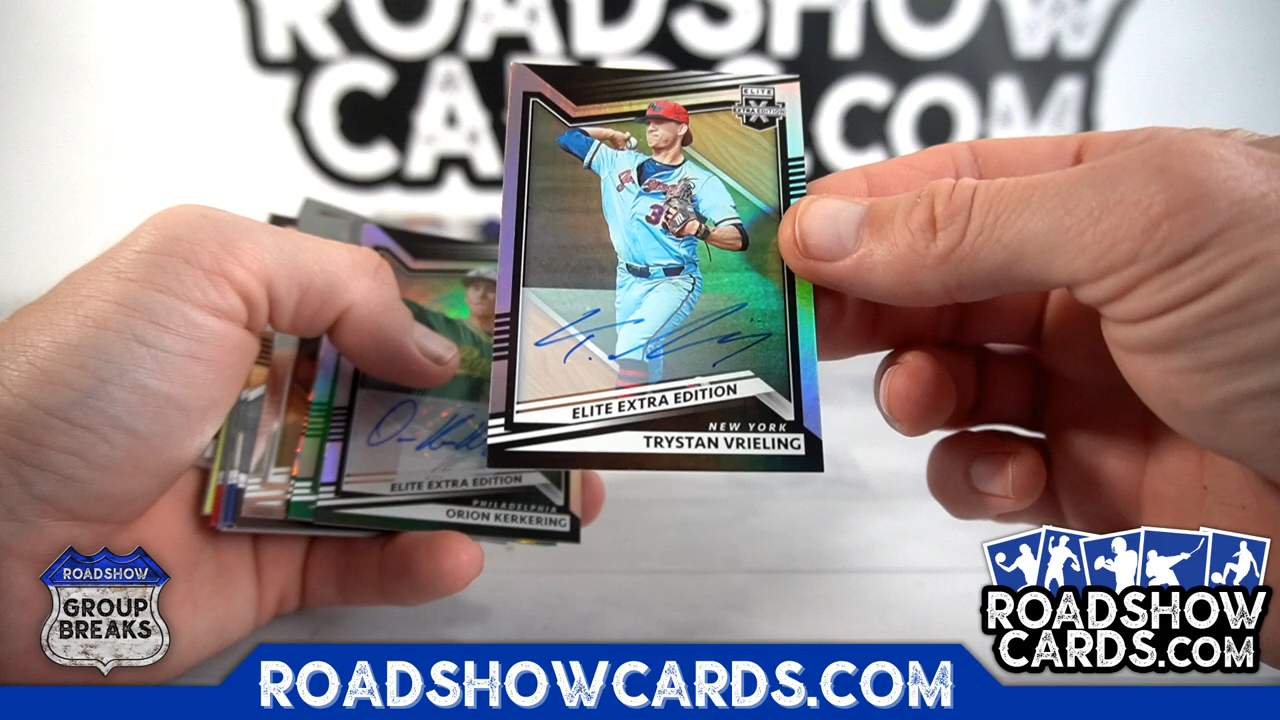 ROADSHOW
CARDS.COM
ELITE
X
EXTRA EDITION
ELITE EXTRA EDITION
NEW YORK
TRYSTAN VRIELING
ELITE EXTRA EDITION
PHILADELPHIA
ORION KERKERING
ROADSHOW
GROUP
BREAKS
ROADSHOW
CARDS.COM
ROADSHOWCARDS.COM